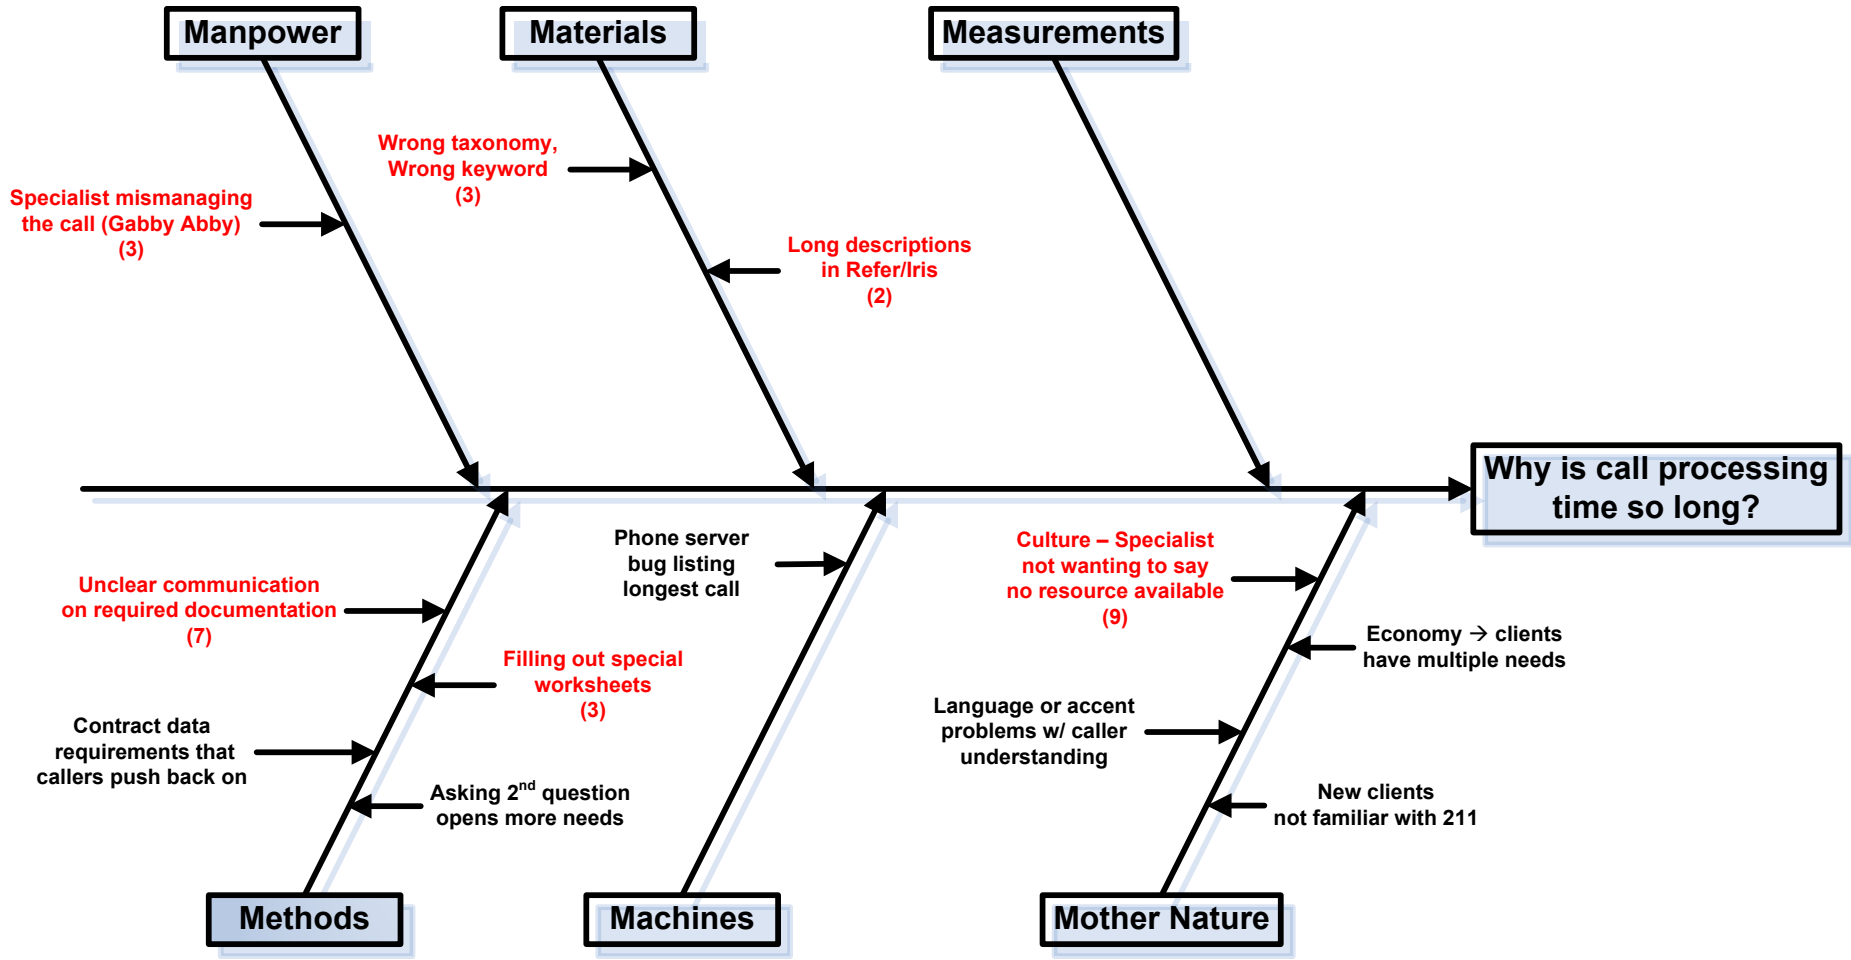 Manpower
Materials
Measurements
Wrong taxonomy,
Wrong keyword
(3)
Specialist mismanaging
the call (Gabby Abby)
(3)
Long descriptions
in Refer/Iris
(2)
Why is call processing
time so long?
Phone server
bug listing
longest call
Culture – Specialist
not wanting to say
no resource available
(9)
Unclear communication
on required documentation
(7)
Economy → clients
have multiple needs
Filling out special
worksheets
(3)
Language or accent
problems w/ caller
understanding
Contract data
requirements that
callers push back on
Asking 2nd question
opens more needs
New clients
not familiar with 211
Methods
Machines
Mother Nature